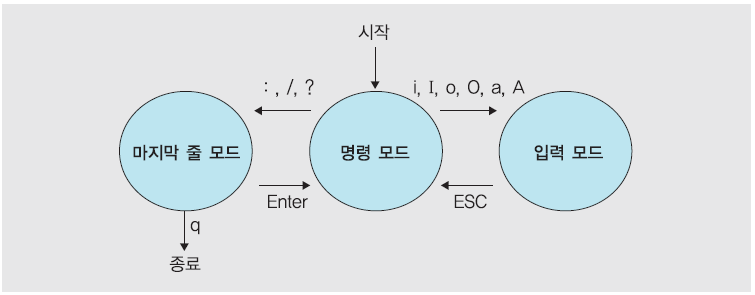 시작
: , /, ?
i, I, o, O, a, A
마지막 줄 모드
명령 모드
입력 모드
Enter
ESC
q
종료